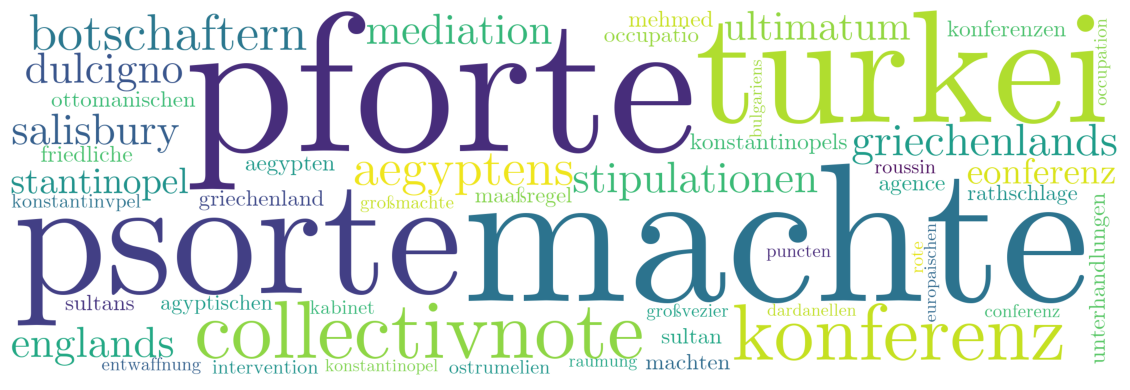 botschaftern
mediation
mehmed
occupatio
ultimatum
konferenzen
occupation
dulcigno
pforte
turkei
bulgariens
ottomanischen
salisbury
friedliche
aegypten
konstantinopels
griechenlands
stantinopel
aegyptens
stipulationen
roussin
agence
eonferenz
konstantinvpel
griechenland
großmachte
maaßregel
rathschlage
psorte
machte
puncten
rote
europaischen
unterhandlungen
sultans
agyptischen
kabinet
großvezier
dardanellen
conferenz
englands
collectivnote
sultan
konferenz
entwaffnung
intervention
konstantinopel
ostrumelien
raumung
machten